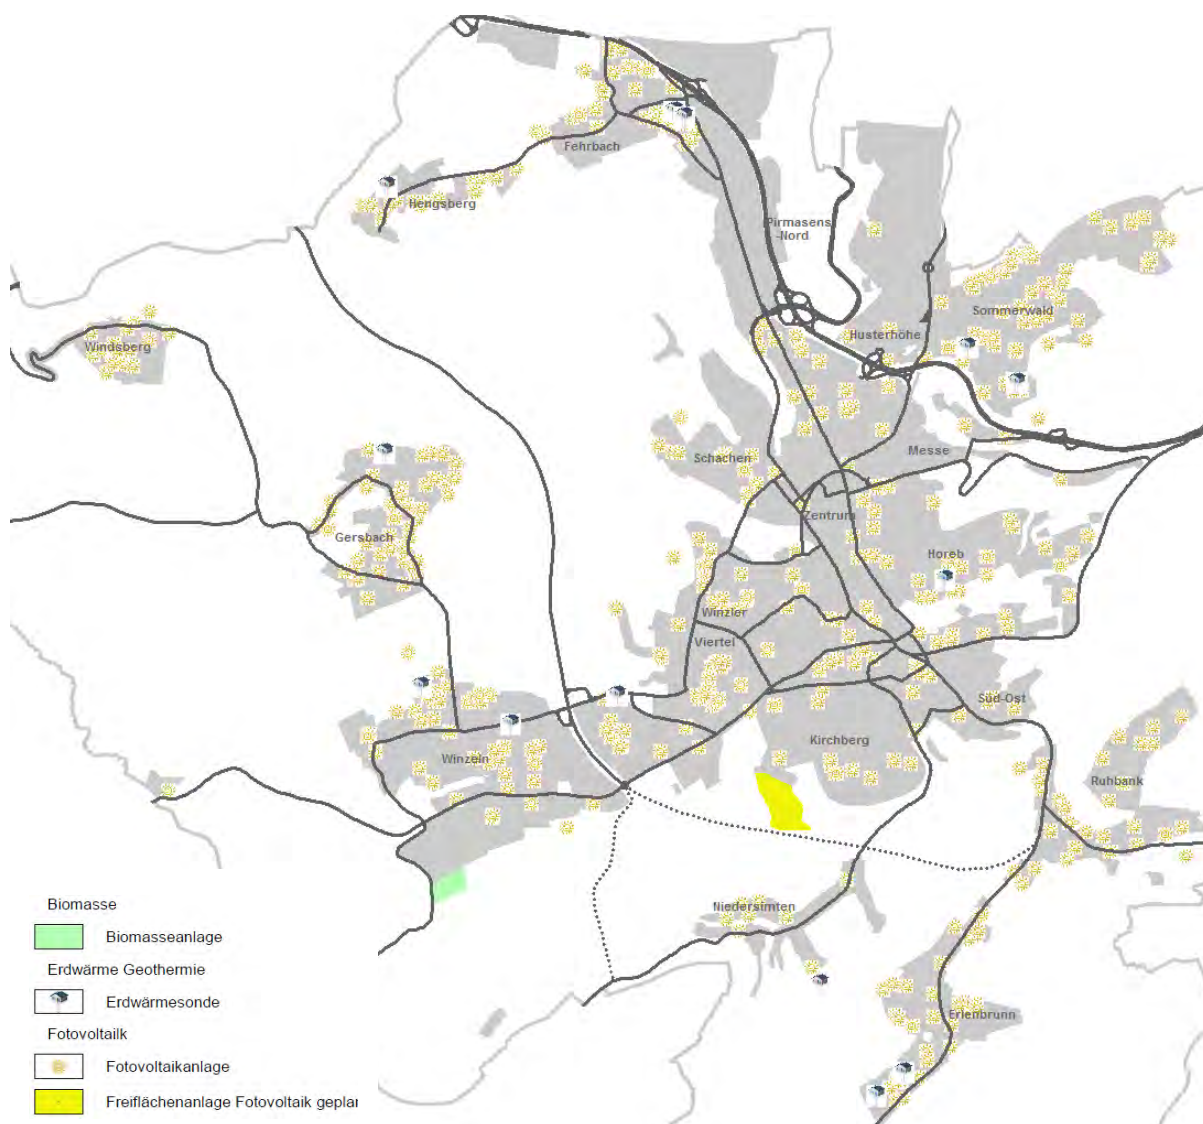 Fehrbach
Hengsberg
Pirmasens
-Nord
Sommerwald
Husterhöhe
Windsberg
Schachen
Messe
Zentrum
Gersbach
Horeb
Winzler
Viertel
Süd-Ost
Kirchberg
Winzeln
Ruhbank
Niedersimten
Erlenbrunn
Biomasse
Biomasseanlage
Erdwärme Geothermie
Erdwärmesonde
Fotovoltailk
Fotovoltaikanlage
Freiflächenanlage Fotovoltaik geplar